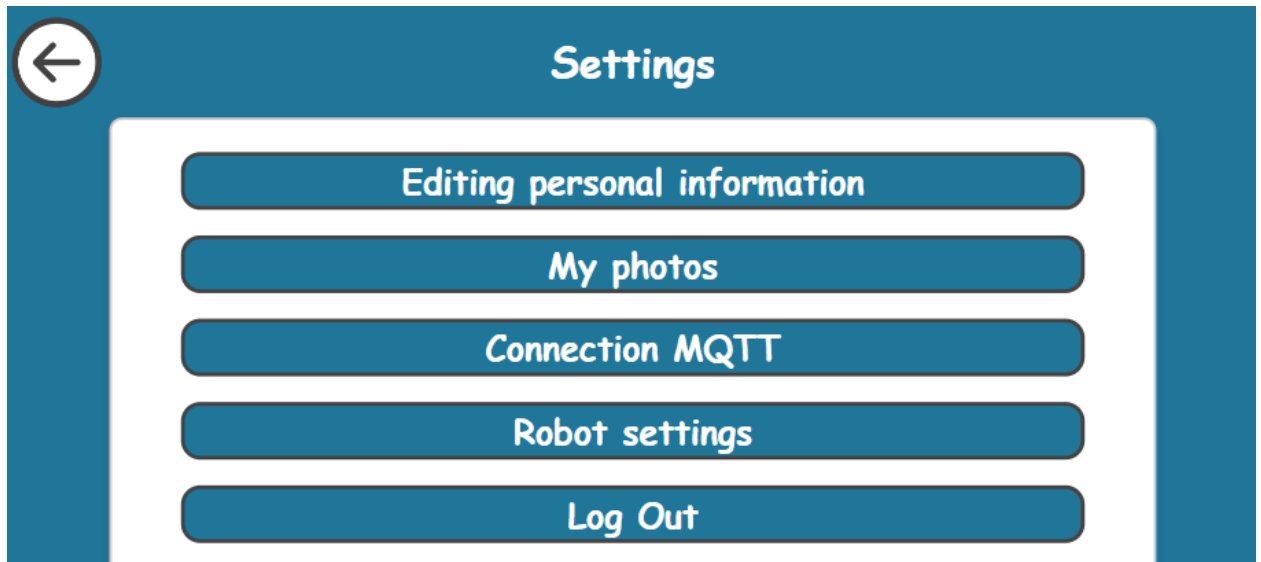 Settings
Editing personal information
My photos
Connection MQTT
Robot settings
Log Out